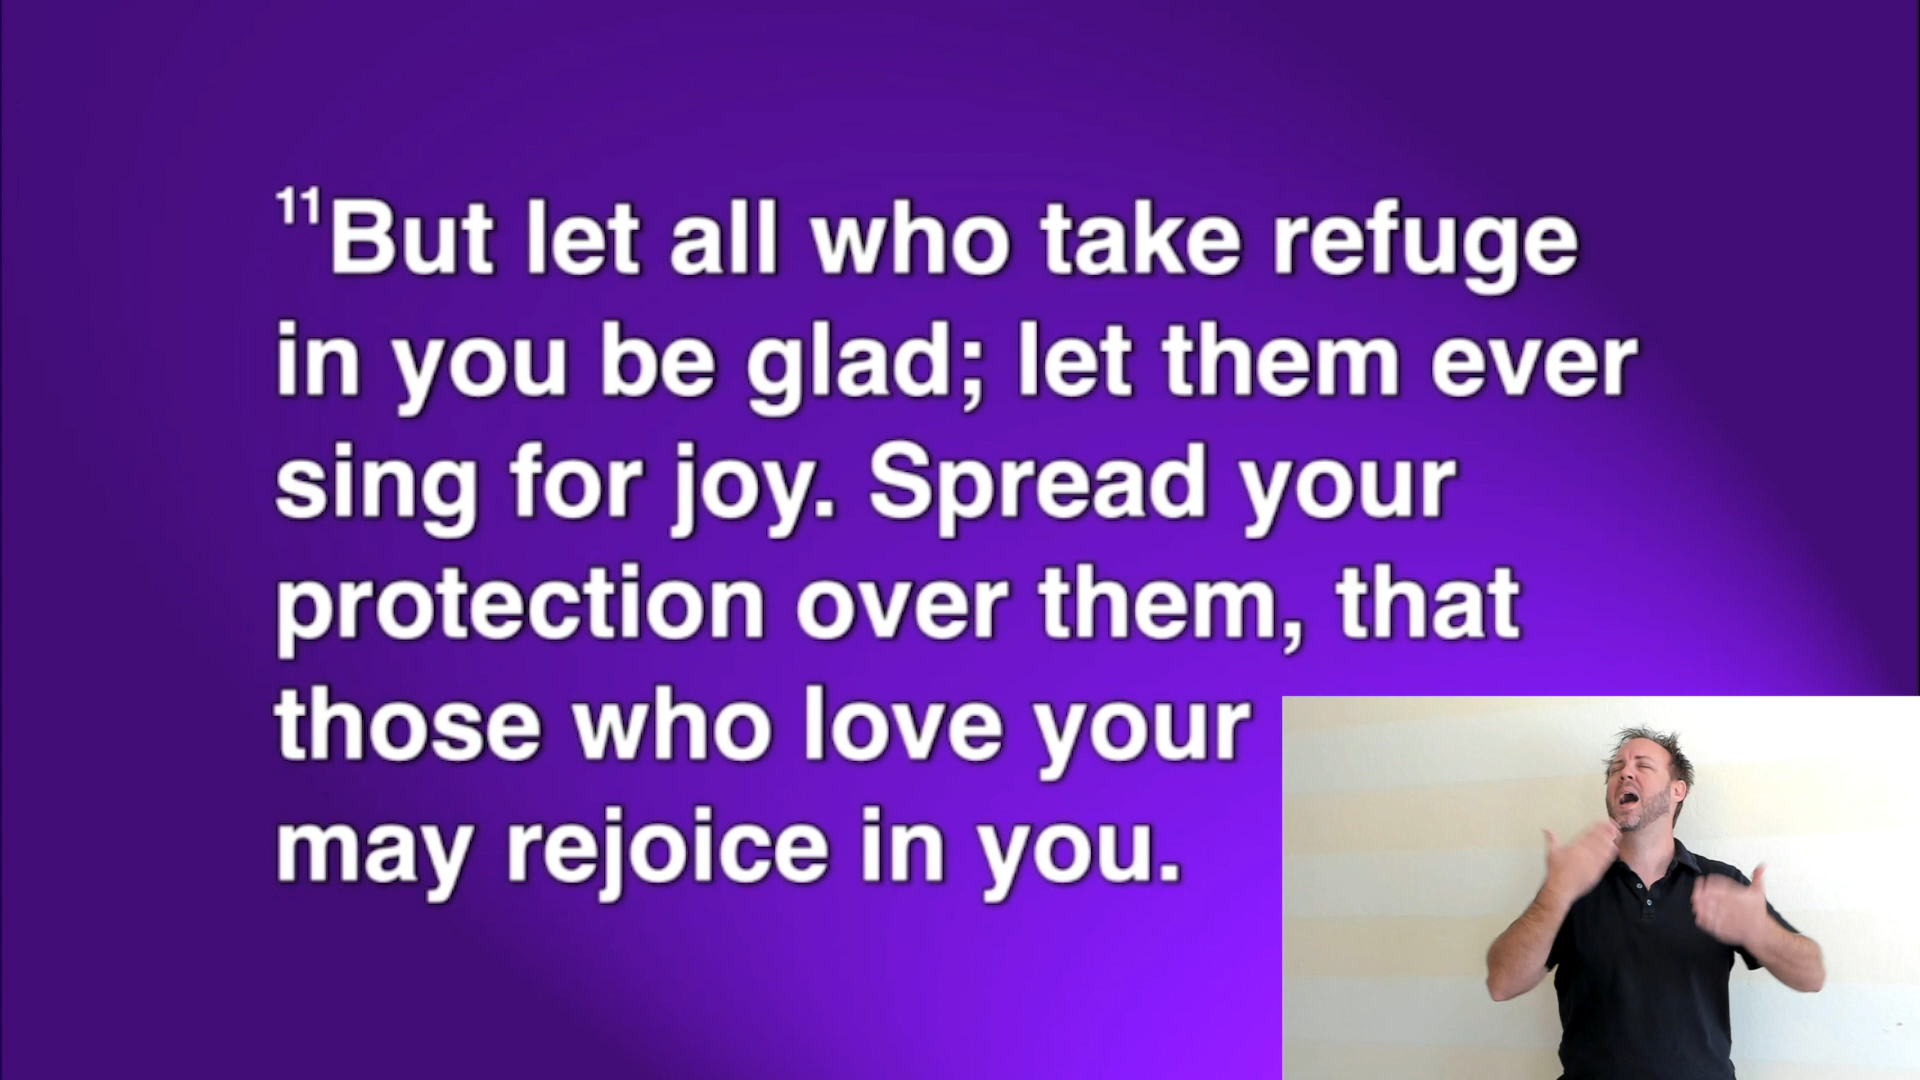 11But let all who take refuge
in you be glad; let them ever
sing for joy. Spread your
protection over them, that
those who love your
may rejoice in you.